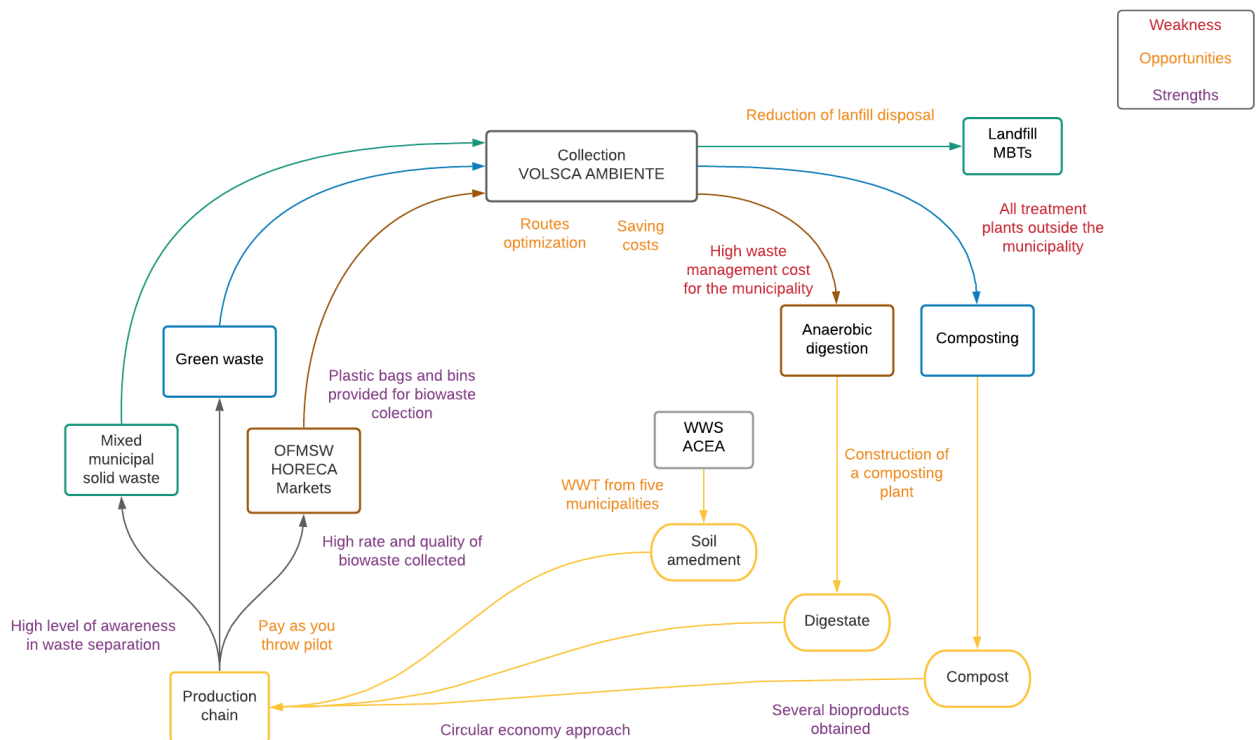 Weakness
Opportunities
Strengths
Reduction of lanfill disposal
Landfill
MBTs
Collection
VOLSCA AMBIENTE
Routes
optimization
Saving
costs
All treatment
plants outside the
municipality
High waste
management cost
for the municipality
Anaerobic
digestion
Composting
Green waste
Plastic bags and bins
provided for biowaste
colection
Mixed
municipal
solid waste
OFMSW
HORECA
Markets
WWS
ACEA
Construction of
a composting
plant
WWT from five
municipalities
Soil
amedment
High rate and quality of
biowaste collected
Digestate
High level of awareness
in waste separation
Pay as you
throw pilot
Compost
Production
chain
Several bioproducts
obtained
Circular economy approach